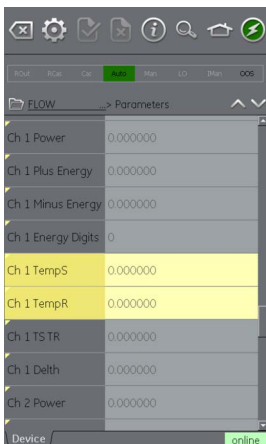 ROut RCas Cas Auto IMan LO IMan OOS
FLOW ...> Parameters
Ch 1 Power 0.000000
Ch 1 Plus Energy 0.000000
Ch 1 Minus Energy 0.000000
Ch 1 Energy Digits 0
Ch 1 TempS 0.000000
Ch 1 TempR 0.000000
Ch 1 TS TR 0.000000
Ch 1 Delth 0.000000
Ch 2 Power 0.000000
Device online